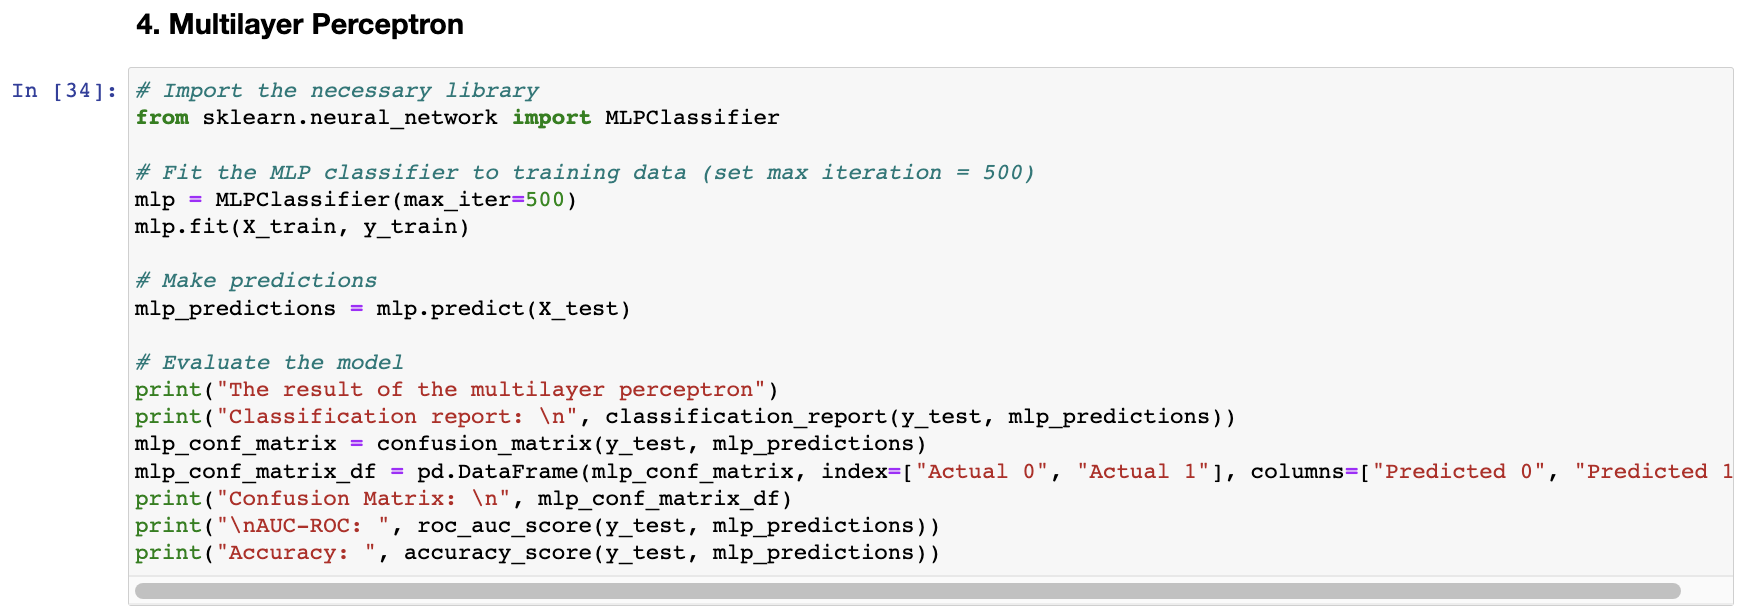 4. Multilayer Perceptron
In [34]:
# Import the necessary library
from sklearn.neural_network import MLPClassifier
# Fit the MLP classifier to training data (set max iteration = 500)
mlp = MLPClassifier(max_iter=500)
mlp.fit(X_train, y_train)
# Make predictions
mlp_predictions = mlp.predict(X_test)
# Evaluate the model
print("The result of the multilayer perceptron")
print("Classification report: \n", classification_report(y_test, mlp_predictions))
mlp_conf_matrix = confusion_matrix(y_test, mlp_predictions)
mlp_conf_matrix_df = pd.DataFrame(mlp_conf_matrix, index=["Actual 0", "Actual 1"], columns=["Predicted 0", "Predicted 1
print("Confusion Matrix: \n", mlp_conf_matrix_df)
print("\nAUC-ROC: ", roc_auc_score(y_test, mlp_predictions))
print("Accuracy: ", accuracy_score(y_test, mlp_predictions))